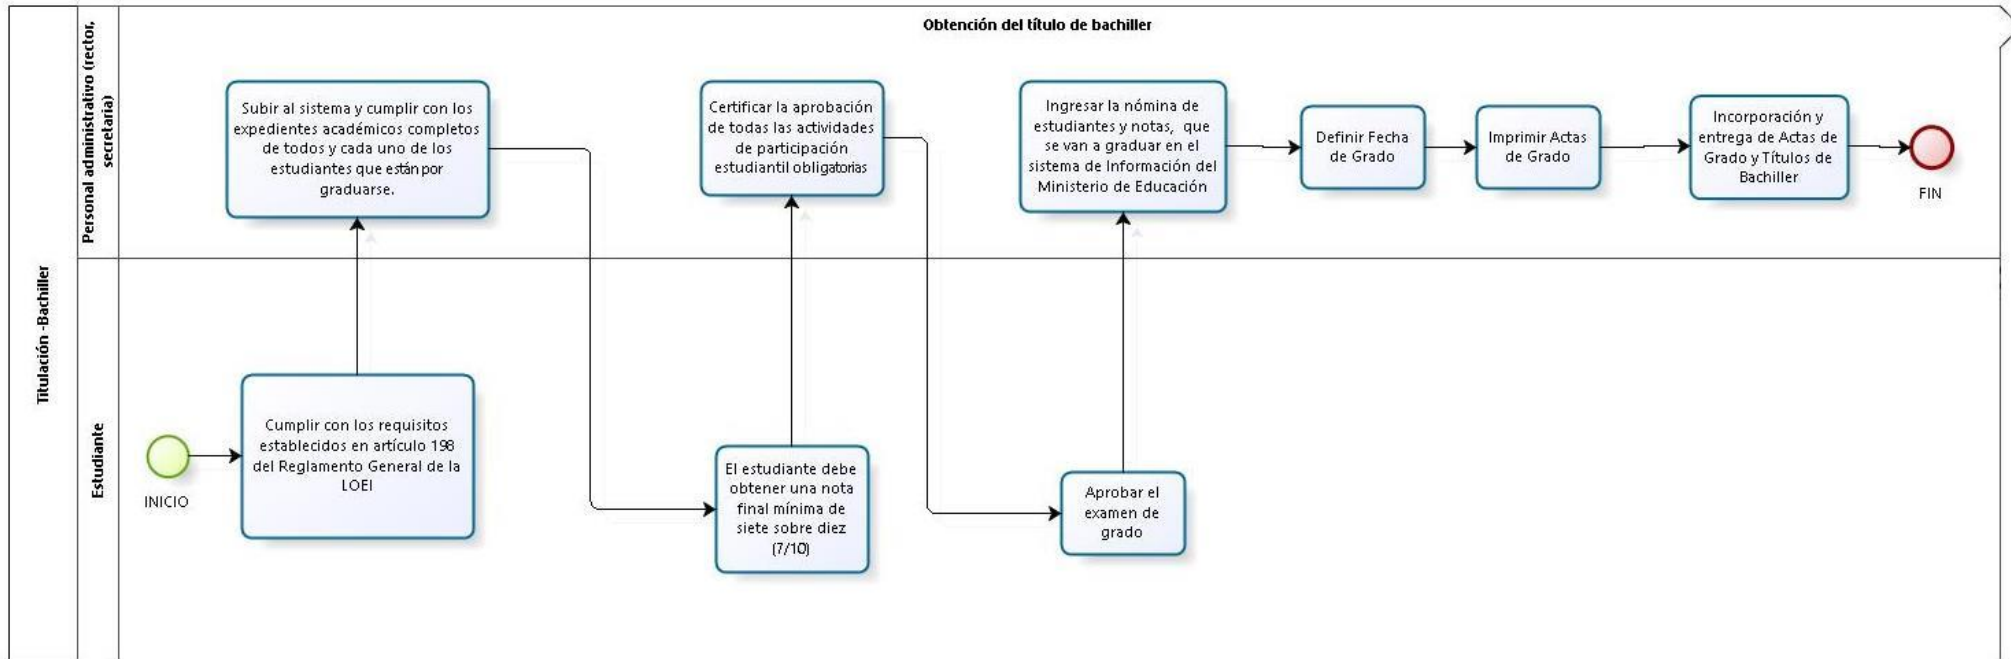 Obtención del título de bachiller
Titulación -Bachiller
Personal administrativo (rector,
secretaria)
Subir al sistema y cumplir con los
expedientes académicos completos
de todos y cada uno de los
estudiantes que están por
graduarse.
Certificar la aprobación
de todas las actividades
de participación
estudiantil obligatorias
Ingresar la nómina de
estudiantes y notas, que
se van a graduar en el
sistema de Información del
Ministerio de Educación
Definir Fecha
de Grado
Imprimir Actas
de Grado
Incorporación y
entrega de Actas de
Grado y Títulos de
Bachiller
FIN
Estudiante
INICIO
Cumplir con los requisitos
establecidos en artículo 198
del Reglamento General de la
LOEI
El estudiante debe
obtener una nota
final mínima de
siete sobre diez
(7/10)
Aprobar el
examen de
grado